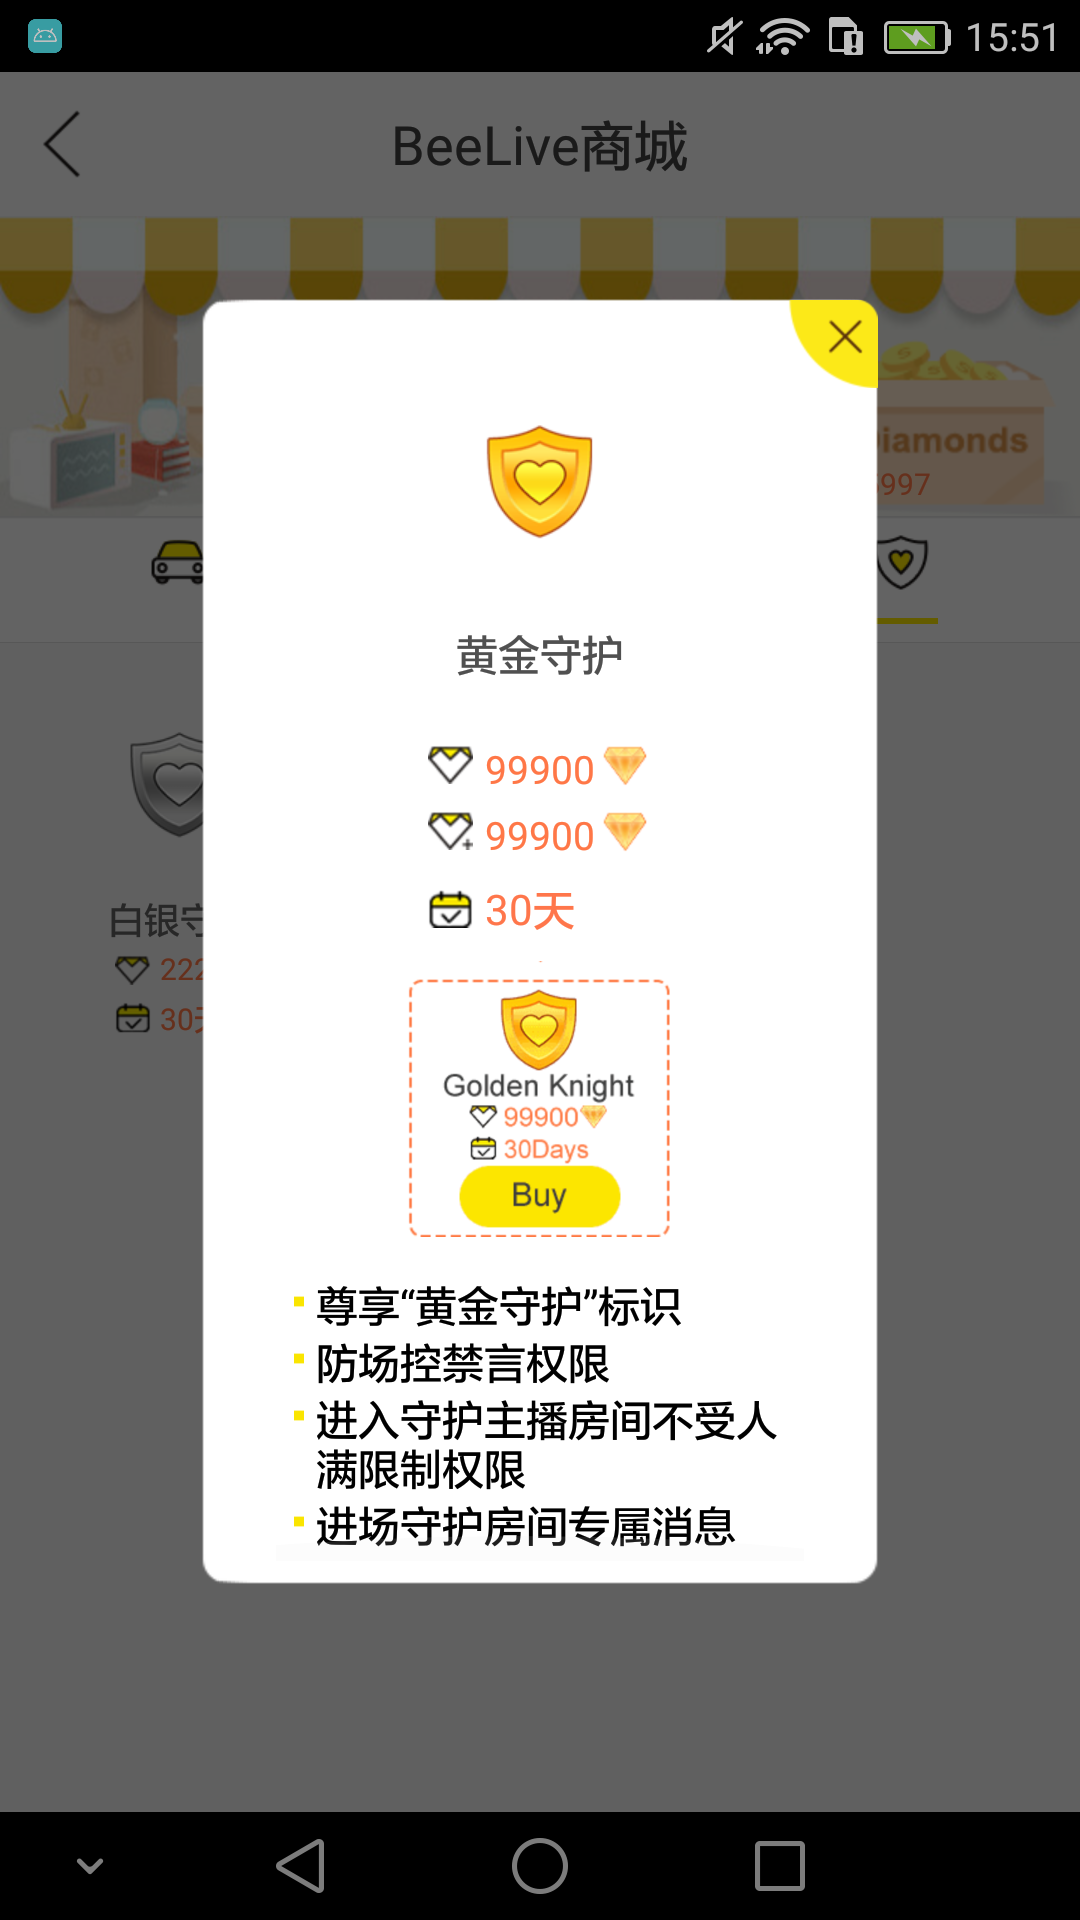 15:51
BeeLive商城
iamonds
997
黄金守护
99900
99900
30天
白银守
222
30天
Golden Knight
99900
30Days
Buy
尊享“黄金守护”标识
防场控禁言权限
进入守护主播房间不受人
满限制权限
进场守护房间专属消息